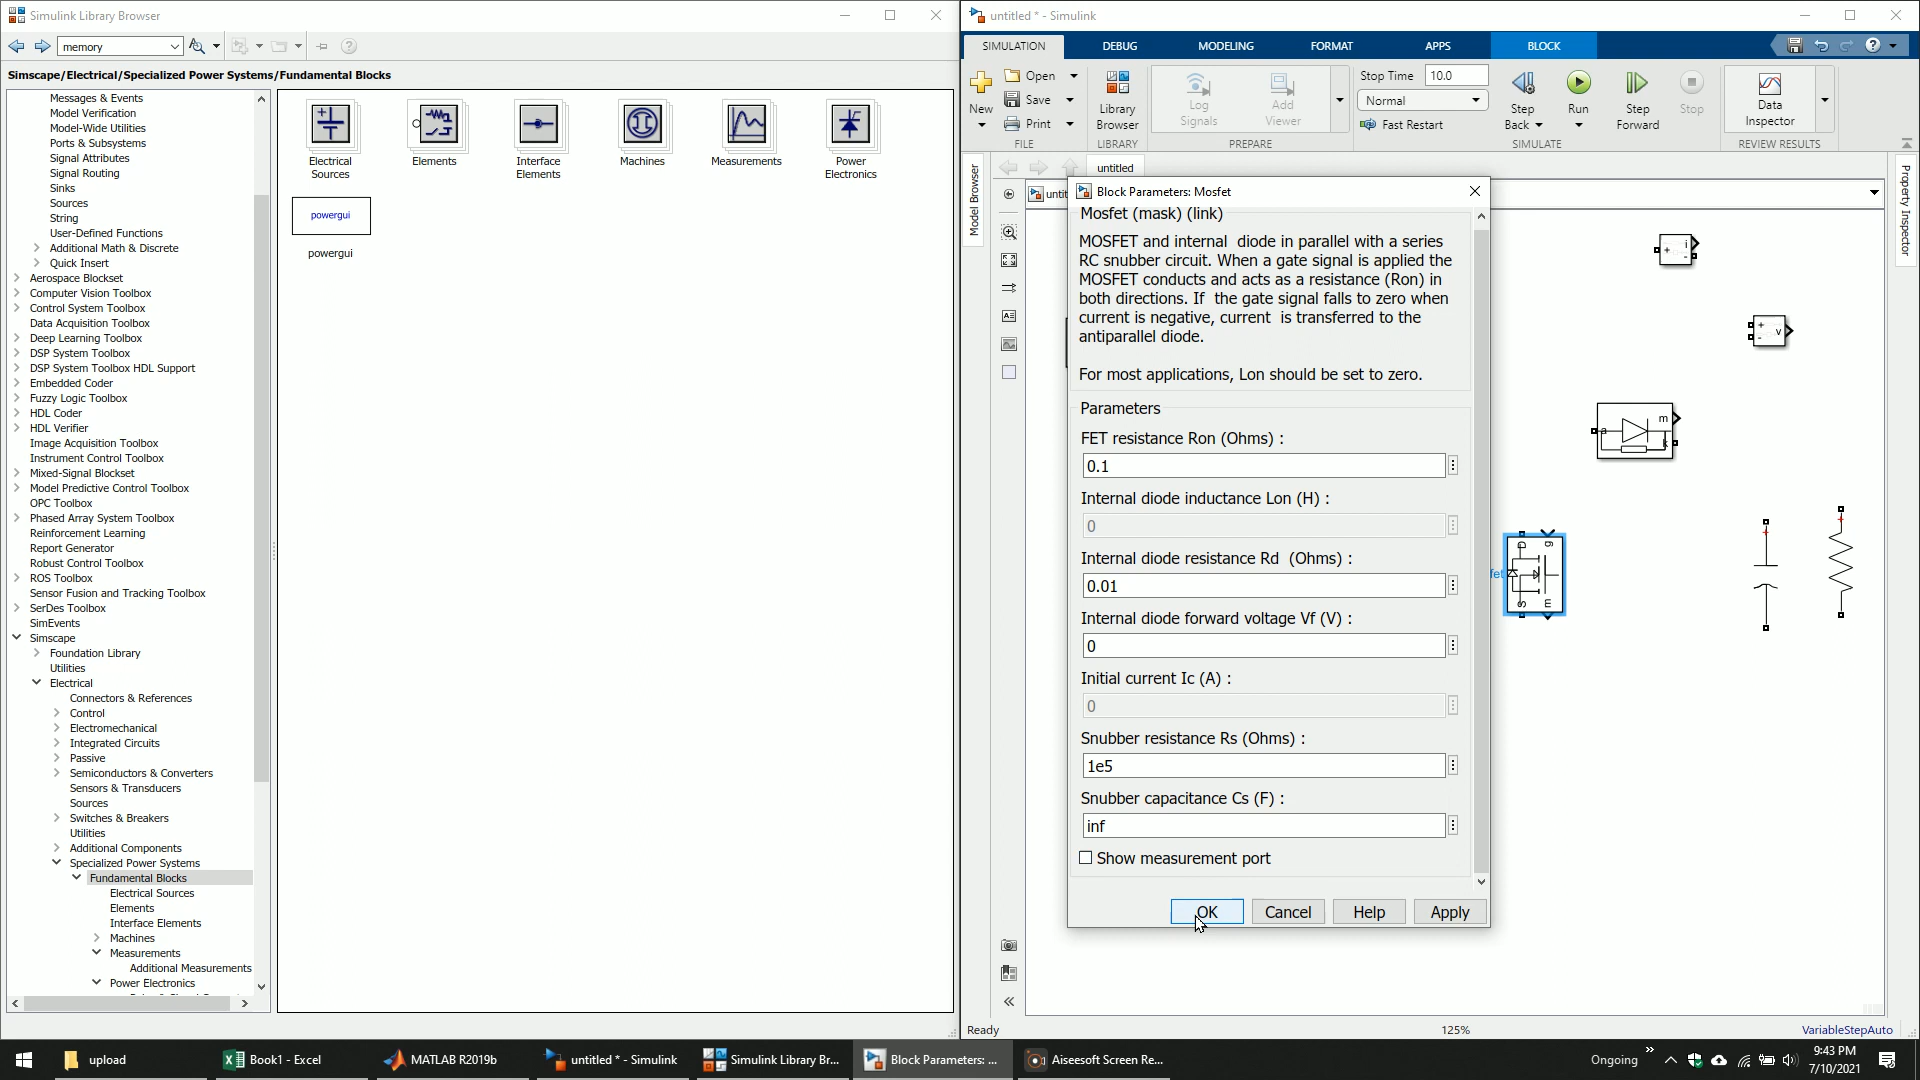 Simulink Library Browser
memory
Simscape/Electrical/Specialized Power Systems/Fundamental Blocks
Messages & Events
Model Verification
Model-Wide Utilities
Ports & Subsystems
Signal Attributes
Signal Routing
Sinks
Sources
String
User-Defined Functions
Additional Math & Discrete
Quick Insert
Aerospace Blockset
Computer Vision Toolbox
Control System Toolbox
Data Acquisition Toolbox
Deep Learning Toolbox
DSP System Toolbox
DSP System Toolbox HDL Support
Embedded Coder
Fuzzy Logic Toolbox
HDL Coder
HDL Verifier
Image Acquisition Toolbox
Instrument Control Toolbox
Mixed-Signal Blockset
Model Predictive Control Toolbox
OPC Toolbox
Phased Array System Toolbox
Reinforcement Learning
Report Generator
Robust Control Toolbox
ROS Toolbox
Sensor Fusion and Tracking Toolbox
SerDes Toolbox
SimEvents
Simscape
Foundation Library
Utilities
Electrical
Connectors & References
Control
Electromechanical
Integrated Circuits
Passive
Semiconductors & Converters
Sensors & Transducers
Sources
Switches & Breakers
Utilities
Additional Components
Specialized Power Systems
Fundamental Blocks
Electrical Sources
Elements
Interface Elements
Machines
Measurements
Additional Measurements
Power Electronics
Electrical
Sources
Elements
Interface
Elements
Machines
Measurements
Power
Electronics
powergui
powergui
untitled * - Simulink
SIMULATION
DEBUG
MODELING
FORMAT
APPS
BLOCK
New
Open
Save
Print
FILE
Library
Browser
LIBRARY
Log
Signals
Add
Viewer
PREPARE
Stop Time
10.0
Normal
Fast Restart
Step
Back
Run
Step
Forward
Stop
SIMULATE
Data
Inspector
REVIEW RESULTS
Model Browser
Property Inspector
untitled
unti
Block Parameters: Mosfet
Mosfet (mask) (link)
MOSFET and internal diode in parallel with a series
RC snubber circuit. When a gate signal is applied the
MOSFET conducts and acts as a resistance (Ron) in
both directions. If the gate signal falls to zero when
current is negative, current is transferred to the
antiparallel diode.
For most applications, Lon should be set to zero.
Parameters
FET resistance Ron (Ohms) :
0.1
Internal diode inductance Lon (H) :
0
Internal diode resistance Rd (Ohms) :
0.01
Internal diode forward voltage Vf (V) :
0
Initial current Ic (A) :
0
Snubber resistance Rs (Ohms) :
1e5
Snubber capacitance Cs (F) :
inf
Show measurement port
OK
Cancel
Help
Apply
+ i -
+ v -
a m k
fet
D g
S m
Ready
125%
VariableStepAuto
upload
Book1 - Excel
MATLAB R2019b
untitled * - Simulink
Simulink Library Br...
Block Parameters: ...
Aiseesoft Screen Re...
Ongoing
9:43 PM
7/10/2021